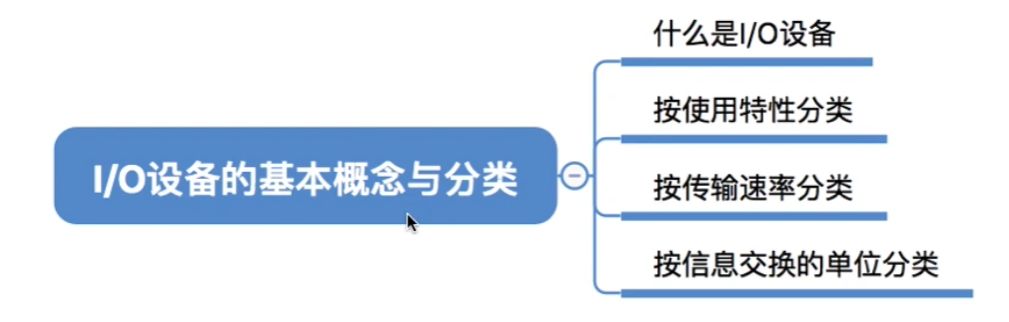 什么是I/O设备
按使用特性分类
I/O设备的基本概念与分类
按传输速率分类
按信息交换的单位分类